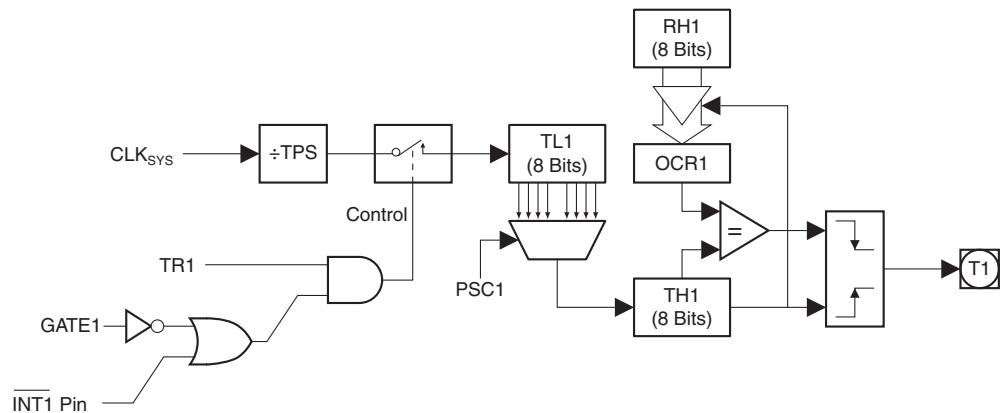 RH1
(8 Bits)
CLKSYS
÷TPS
TL1
(8 Bits)
OCR1
Control
=
TR1
PSC1
TH1
(8 Bits)
T1
GATE1
INT1 Pin